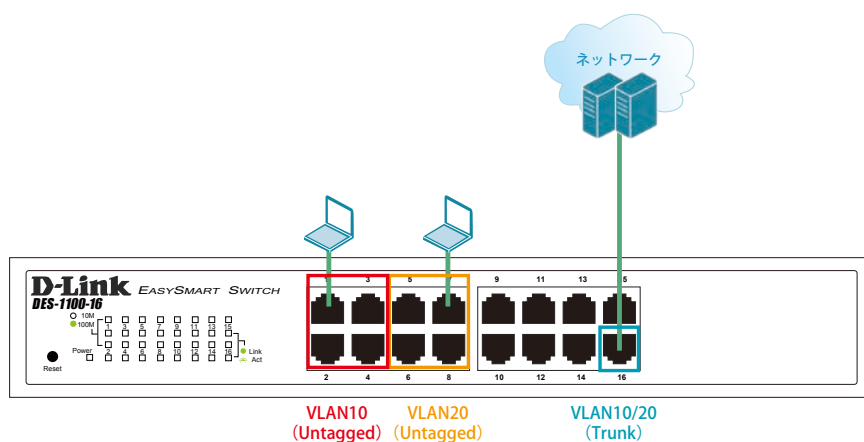 ネットワーク
D-Link EASYSMART SWITCH
DES-1100-16
10M
100M
1 3 5 7 9 11 13 15
2 4 6 8 10 12 14 16
Power
Link
Act
Reset
1 3 5 7 9 11 13 15
2 4 6 8 10 12 14 16
VLAN10
(Untagged)
VLAN20
(Untagged)
VLAN10/20
(Trunk)